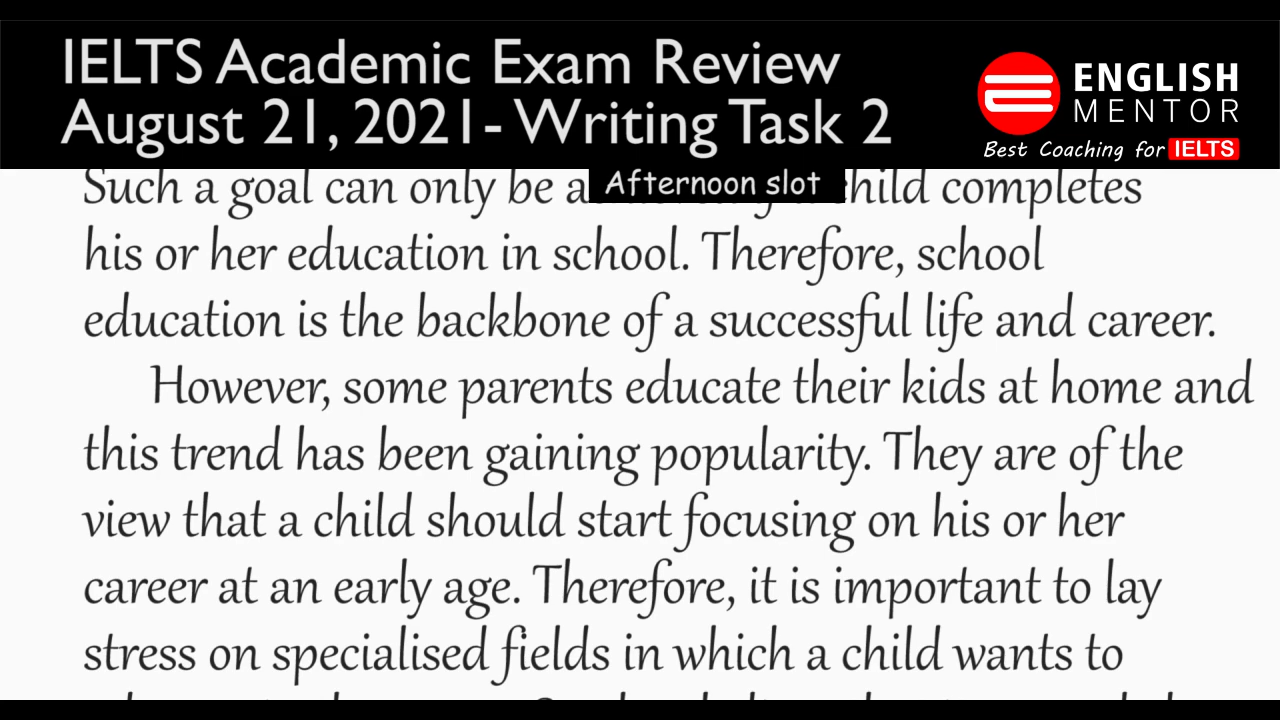 IELTS Academic Exam Review
August 21, 2021- Writing Task 2
ENGLISH
MENTOR
Best Coaching for IELTS
Afternoon slot
Such a goal can only be child completes
his or her education in school. Therefore, school
education is the backbone of a successful life and career.
However, some parents educate their kids at home and
this trend has been gaining popularity. They are of the
view that a child should start focusing on his or her
career at an early age. Therefore, it is important to lay
stress on specialised fields in which a child wants to